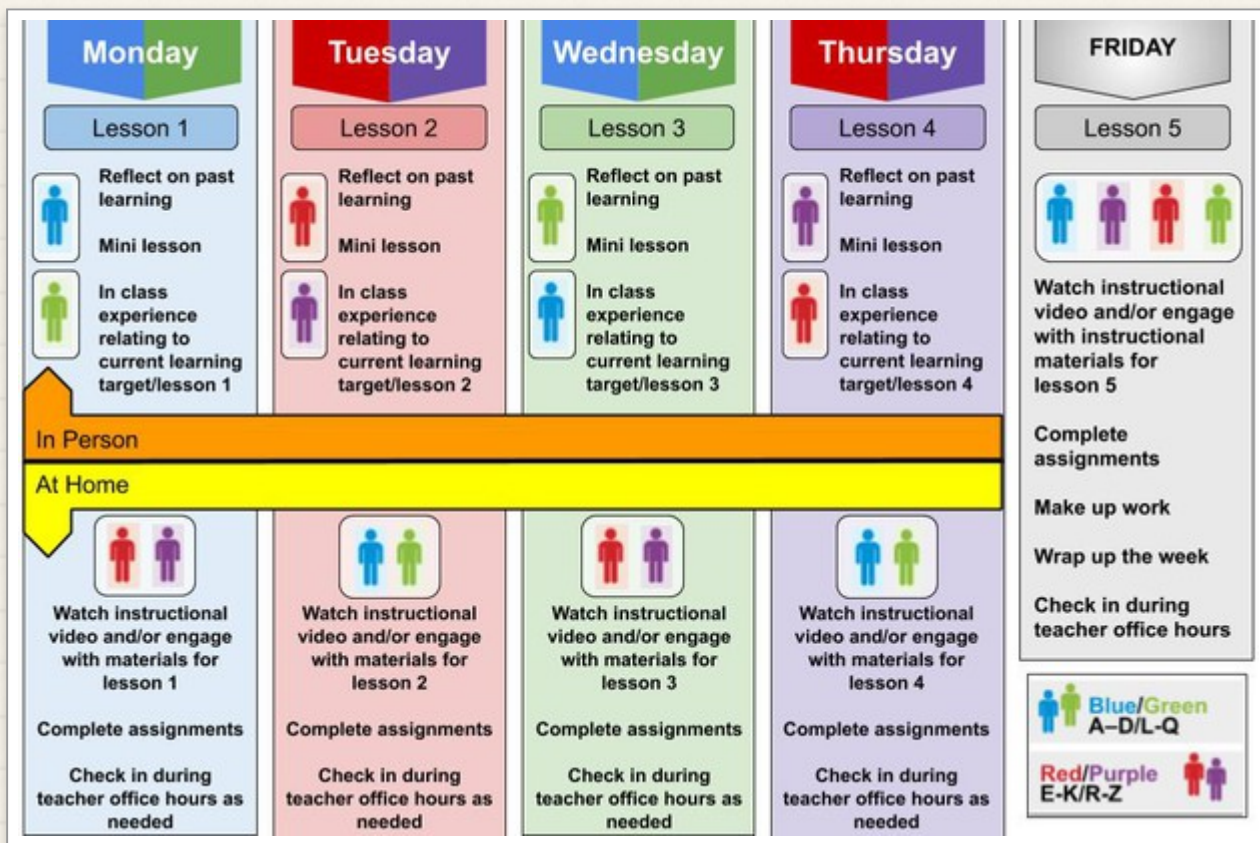 Monday
Lesson 1
Reflect on past
learning
Mini lesson
In class
experience
relating to
current learning
target/lesson 1
Tuesday
Lesson 2
Reflect on past
learning
Mini lesson
In class
experience
relating to
current learning
target/lesson 2
Wednesday
Lesson 3
Reflect on past
learning
Mini lesson
In class
experience
relating to
current learning
target/lesson 3
Thursday
Lesson 4
Reflect on past
learning
Mini lesson
In class
experience
relating to
current learning
target/lesson 4
In Person
At Home
Watch instructional
video and/or engage
with materials for
lesson 1
Complete assignments
Check in during
teacher office hours as
needed
Watch instructional
video and/or engage
with materials for
lesson 2
Complete assignments
Check in during
teacher office hours as
needed
Watch instructional
video and/or engage
with materials for
lesson 3
Complete assignments
Check in during
teacher office hours as
needed
Watch instructional
video and/or engage
with materials for
lesson 4
Complete assignments
Check in during
teacher office hours as
needed
FRIDAY
Lesson 5
Watch instructional
video and/or engage
with instructional
materials for
lesson 5
Complete
assignments
Make up work
Wrap up the week
Check in during
teacher office hours
Blue/Green
A–D/L-Q
Red/Purple
E-K/R-Z